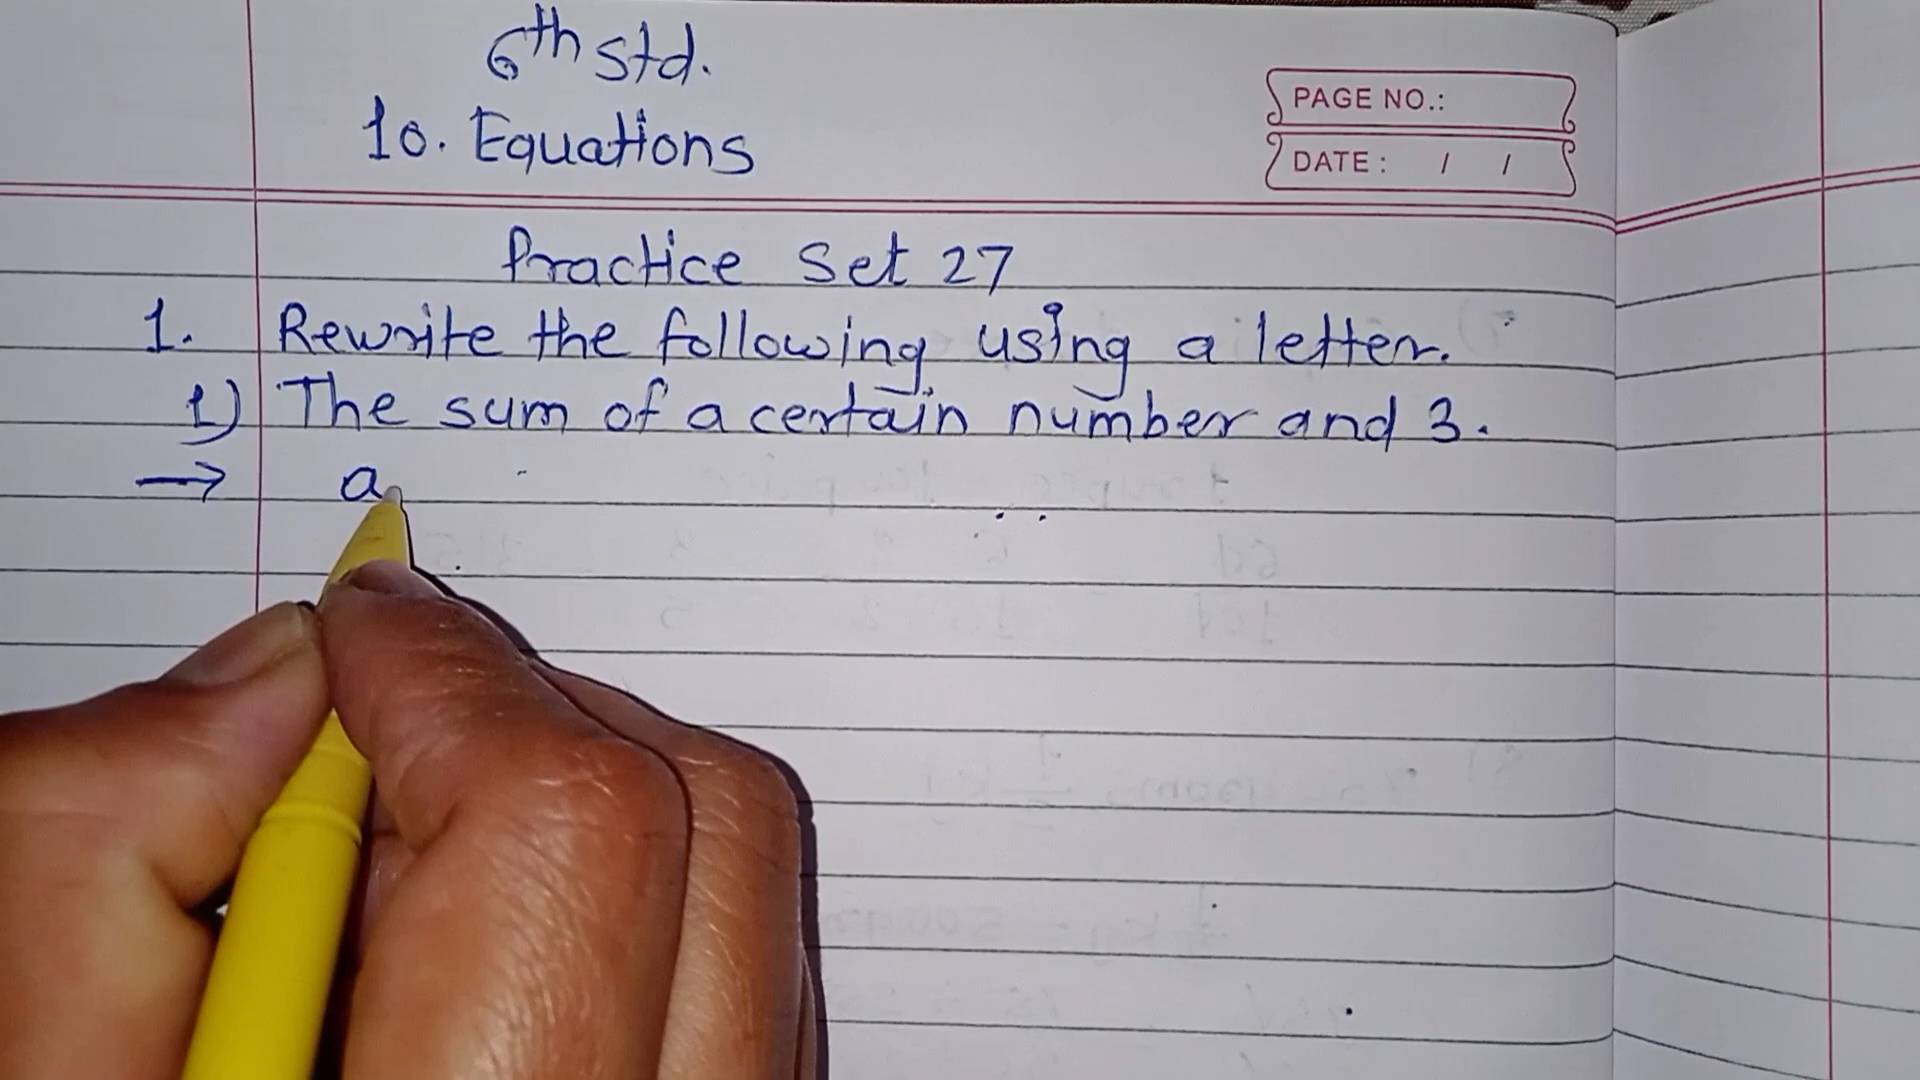 6th std.
10. Equations
PAGE NO.:
DATE : / /
Practice Set 27
1. Rewrite the following using a letter.
1) The sum of a certain number and 3.
→ a